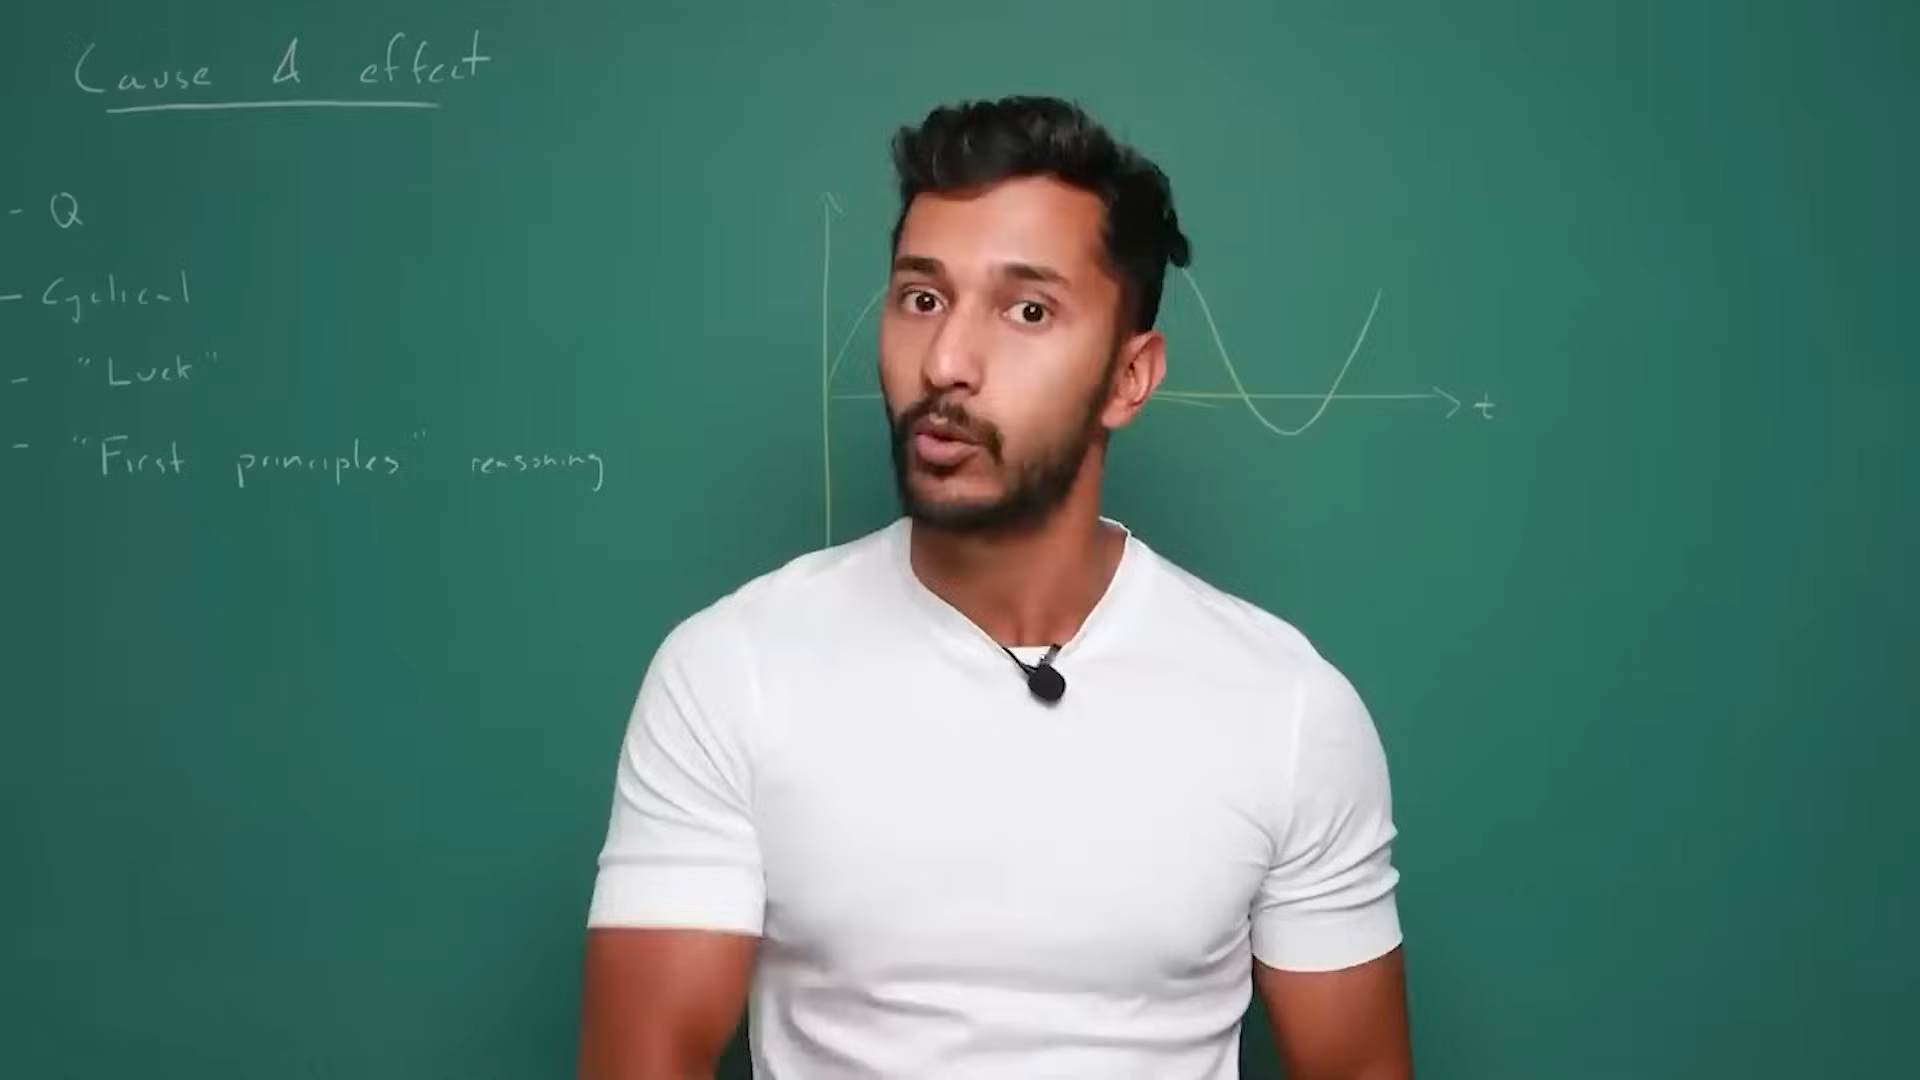 Cause & effect
- Q
- Cyclical
- "Luck"
- "First principles" reasoning
t